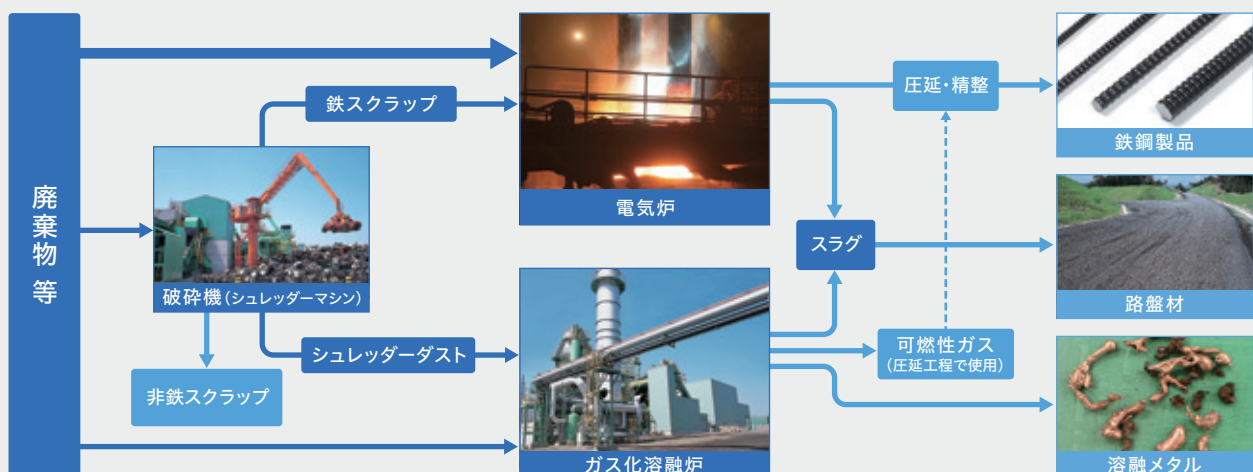 廃棄物 等
鉄スクラップ
破砕機(シュレッダーマシン)
非鉄スクラップ
シュレッダーダスト
電気炉
ガス化溶融炉
圧延・精整
スラグ
可燃性ガス
(圧延工程で使用)
鉄鋼製品
路盤材
溶融メタル